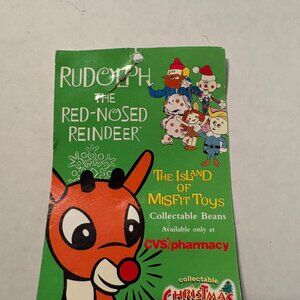 RUDOLPH
THE
RED-NOSED
REINDEER
THE ISLAND
OF
MISFIT TOYS
Collectable Beans
Available only at
CVS/pharmacy
collectable
CHRISTMAS